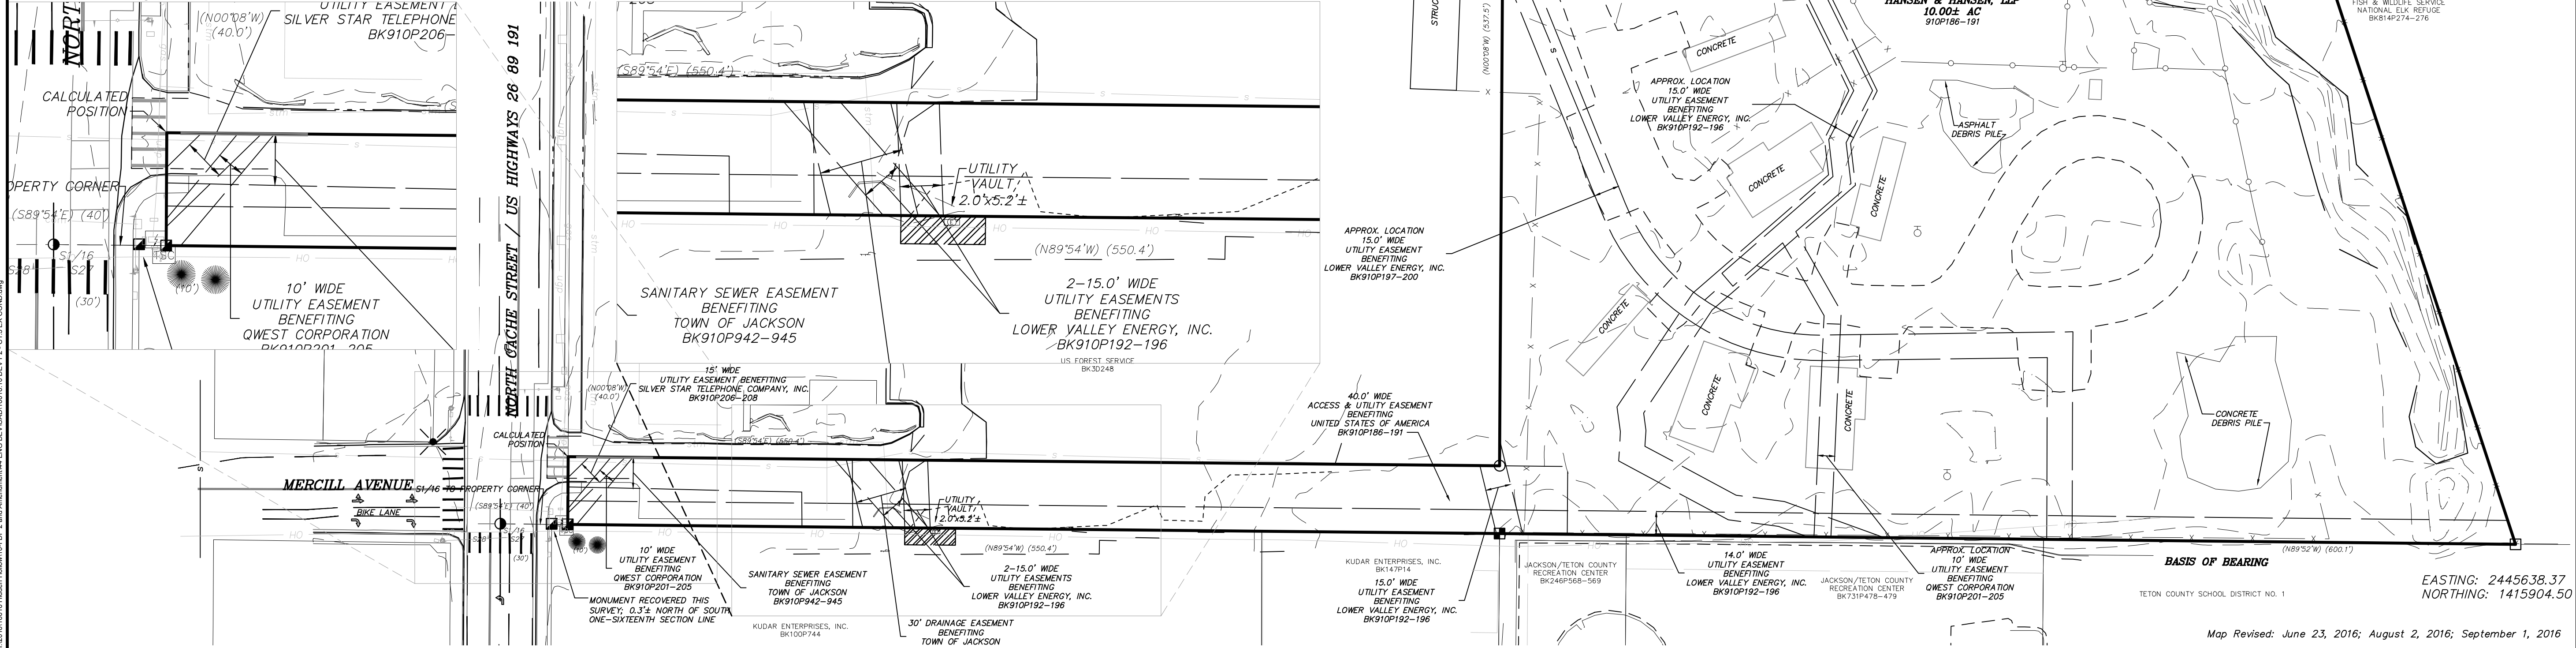 NORT
(N00°08'W)
(40.0')
UTILITY EASEMENT
SILVER STAR TELEPHONE
BK910P206-
CALCULATED
POSITION
OPERTY CORNER
(S89°54'E) (40')
S1/16
S28
S27
TSC
(30')
(10')
10' WIDE
UTILITY EASEMENT
BENEFITING
QWEST CORPORATION
BK910P201-205
NORTH CACHE STREET / US HIGHWAYS 26 89 191
(S89°54'E) (550.4')
UTILITY
VAULT
2.0'x5.2'±
(N89°54'W) (550.4')
SANITARY SEWER EASEMENT
BENEFITING
TOWN OF JACKSON
BK910P942-945
2-15.0' WIDE
UTILITY EASEMENTS
BENEFITING
LOWER VALLEY ENERGY, INC.
BK910P192-196
US FOREST SERVICE
BK3D248
STRUC
(N00°08'W) (537.5')
HANSEN & HANSEN, LLP
10.00± AC
910P186-191
FISH & WILDLIFE SERVICE
NATIONAL ELK REFUGE
BK814P274-276
CONCRETE
APPROX. LOCATION
15.0' WIDE
UTILITY EASEMENT
BENEFITING
LOWER VALLEY ENERGY, INC.
BK910P192-196
ASPHALT
DEBRIS PILE
CONCRETE
CONCRETE
APPROX. LOCATION
15.0' WIDE
UTILITY EASEMENT
BENEFITING
LOWER VALLEY ENERGY, INC.
BK910P197-200
CONCRETE
CONCRETE
CONCRETE
CONCRETE
DEBRIS PILE
15' WIDE
UTILITY EASEMENT BENEFITING
SILVER STAR TELEPHONE COMPANY, INC.
BK910P206-208
(N00°08'W)
(40.0')
CALCULATED
POSITION
(S89°54'E) (550.4')
40.0' WIDE
ACCESS & UTILITY EASEMENT
BENEFITING
UNITED STATES OF AMERICA
BK910P186-191
MERCILL AVENUE
S1/16 TO PROPERTY CORNER
BIKE LANE
(S89°54'E) (40')
S1/16
S28
S27
(30')
(10')
UTILITY
VAULT
2.0'x5.2'±
(N89°54'W) (550.4')
10' WIDE
UTILITY EASEMENT
BENEFITING
QWEST CORPORATION
BK910P201-205
MONUMENT RECOVERED THIS
SURVEY; 0.3'± NORTH OF SOUTH
ONE-SIXTEENTH SECTION LINE
SANITARY SEWER EASEMENT
BENEFITING
TOWN OF JACKSON
BK910P942-945
KUDAR ENTERPRISES, INC.
BK100P744
2-15.0' WIDE
UTILITY EASEMENTS
BENEFITING
LOWER VALLEY ENERGY, INC.
BK910P192-196
30' DRAINAGE EASEMENT
BENEFITING
TOWN OF JACKSON
KUDAR ENTERPRISES, INC.
BK147P14
15.0' WIDE
UTILITY EASEMENT
BENEFITING
LOWER VALLEY ENERGY, INC.
BK910P192-196
JACKSON/TETON COUNTY
RECREATION CENTER
BK246P568-569
14.0' WIDE
UTILITY EASEMENT
BENEFITING
LOWER VALLEY ENERGY, INC.
BK910P192-196
JACKSON/TETON COUNTY
RECREATION CENTER
BK731P478-479
APPROX. LOCATION
10' WIDE
UTILITY EASEMENT
BENEFITING
QWEST CORPORATION
BK910P201-205
BASIS OF BEARING
(N89°52'W) (600.1')
TETON COUNTY SCHOOL DISTRICT NO. 1
EASTING: 2445638.37
NORTHING: 1415904.50
Map Revised: June 23, 2016; August 2, 2016; September 1, 2016